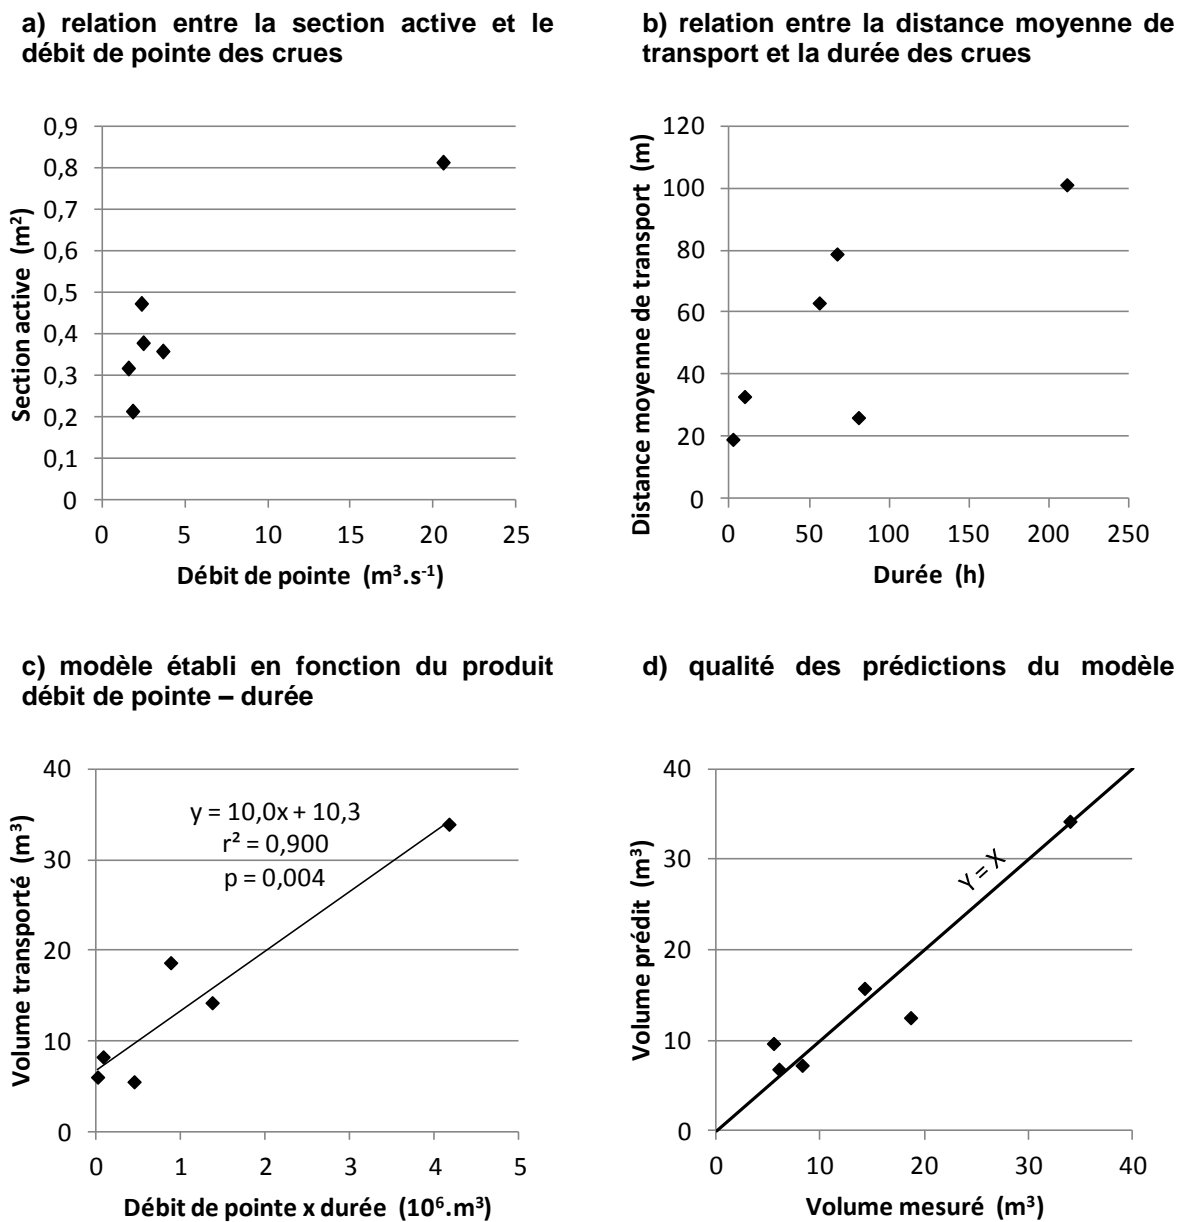 a) relation entre la section active et le
débit de pointe des crues
b) relation entre la distance moyenne de
transport et la durée des crues
Section active (m²)
0,9
0,8
0,7
0,6
0,5
0,4
0,3
0,2
0,1
0
0 5 10 15 20 25
Débit de pointe (m³.s⁻¹)
Distance moyenne de transport (m)
120
100
80
60
40
20
0
0 50 100 150 200 250
Durée (h)
c) modèle établi en fonction du produit
débit de pointe – durée
d) qualité des prédictions du modèle
Volume transporté (m³)
40
30
20
10
0
y = 10,0x + 10,3
r² = 0,900
p = 0,004
0 1 2 3 4 5
Débit de pointe x durée (10⁶.m³)
Volume prédit (m³)
40
30
20
10
0
Y = X
0 10 20 30 40
Volume mesuré (m³)